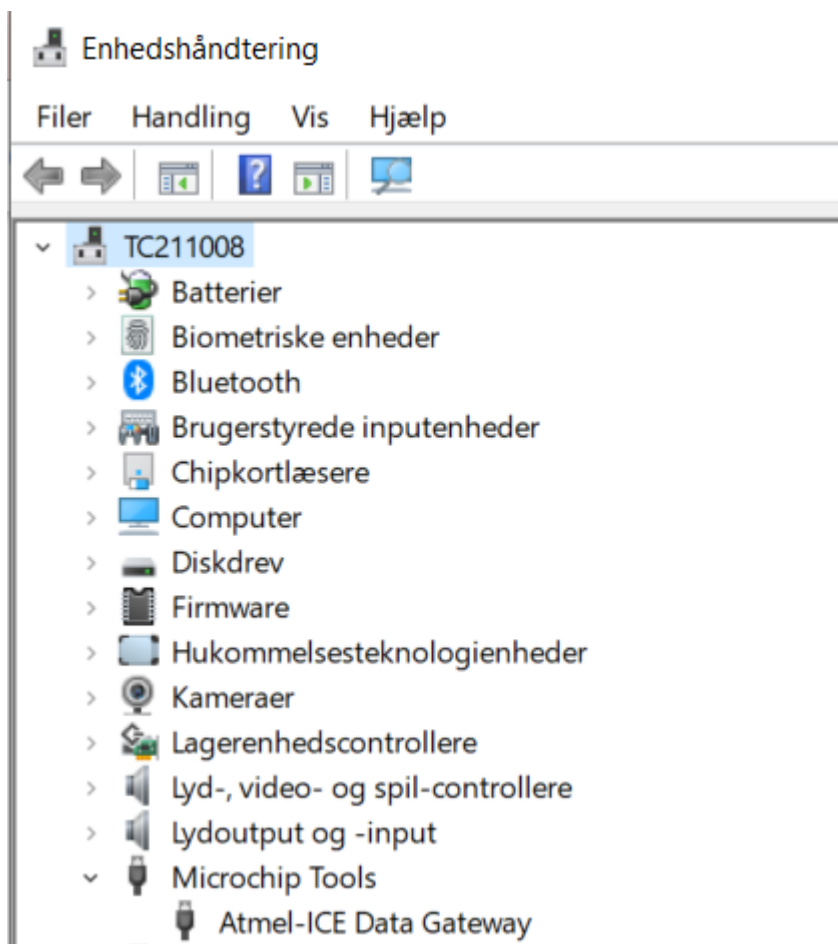 Enhedshåndtering
Filer Handling Vis Hjælp
TC211008
Batterier
Biometriske enheder
Bluetooth
Brugerstyrede inputenheder
Chipkortlæsere
Computer
Diskdrev
Firmware
Hukommelsesteknologienheder
Kameraer
Lagerenhedscontrollere
Lyd-, video- og spil-controllere
Lydoutput og -input
Microchip Tools
Atmel-ICE Data Gateway